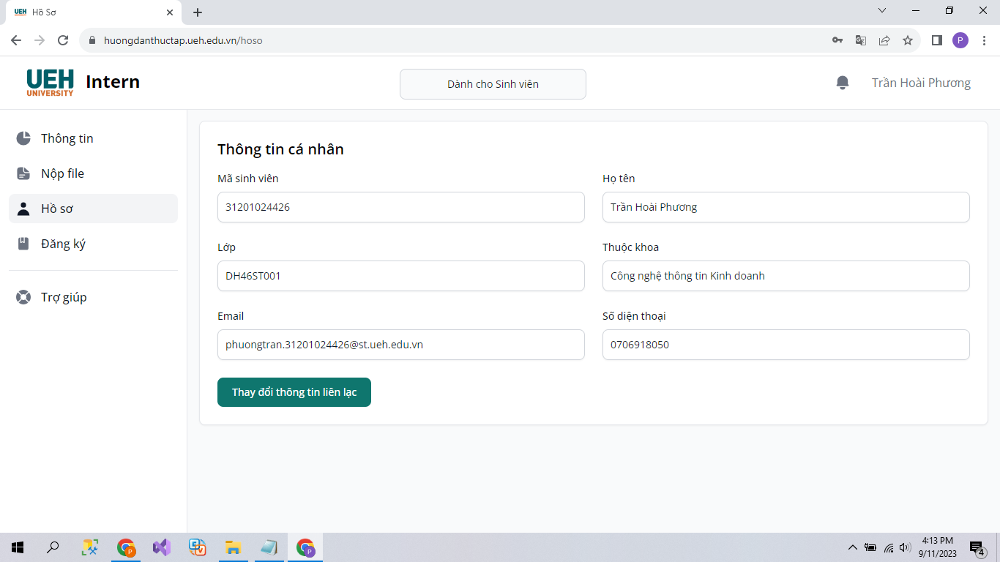 UEH
Hồ Sơ
huongdanthuctap.ueh.edu.vn/hoso
P
UEH
UNIVERSITY
Intern
Dành cho Sinh viên
Trần Hoài Phương
Thông tin
Nộp file
Hồ sơ
Đăng ký
Trợ giúp
Thông tin cá nhân
Mã sinh viên
Họ tên
31201024426
Trần Hoài Phương
Lớp
Thuộc khoa
DH46ST001
Công nghệ thông tin Kinh doanh
Email
Số diện thoại
phuongtran.31201024426@st.ueh.edu.vn
0706918050
Thay đổi thông tin liên lạc
P
E
V
P
4:13 PM
9/11/2023
4